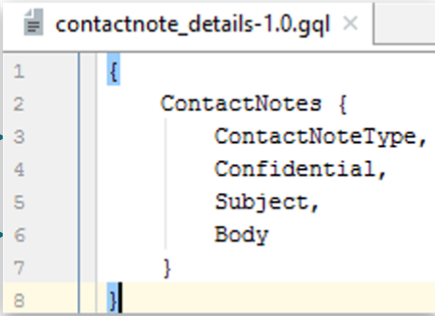 contactnote_details-1.0.gql ×
1 {
2 ContactNotes {
3 ContactNoteType,
4 Confidential,
5 Subject,
6 Body
7 }
8 }